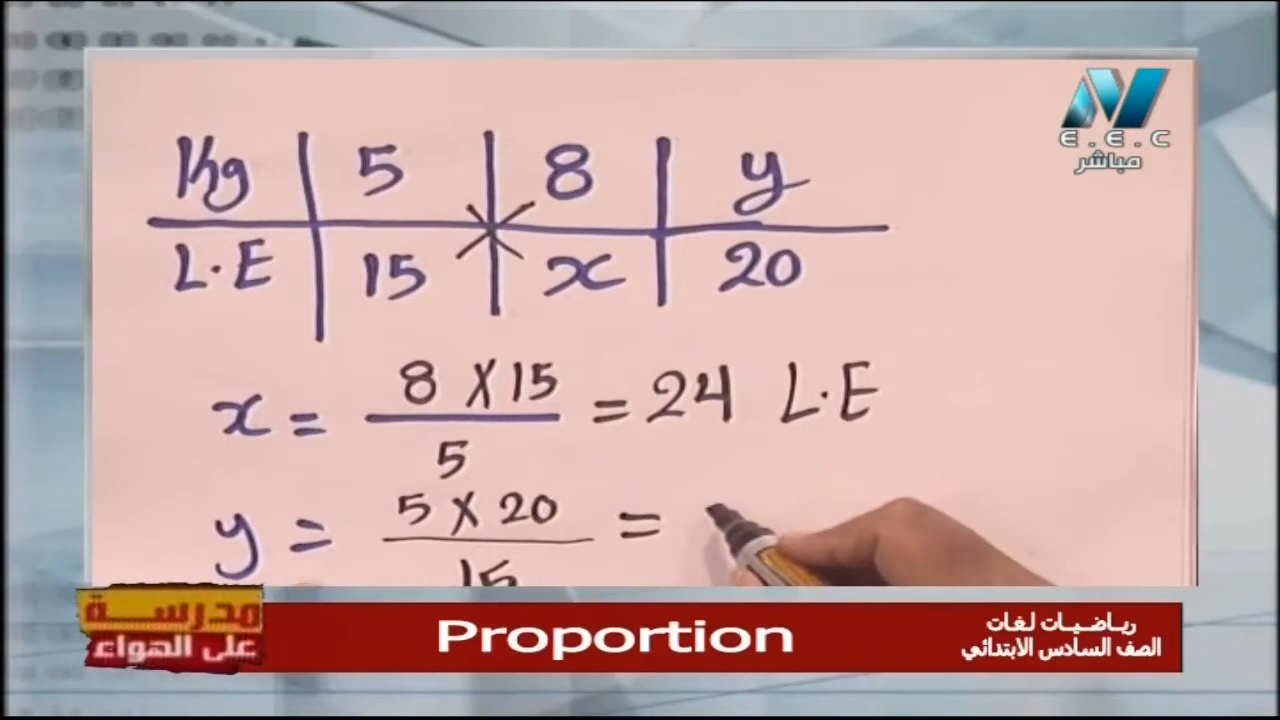 E.E.C
مباشر
Kg 5 8 y
L.E 15 x 20
x = 8 X 15 / 5 = 24 L.E
y = 5 X 20 / 15 =
مدرسة
على الهواء
Proportion
رياضيات لغات
الصف السادس الابتدائي